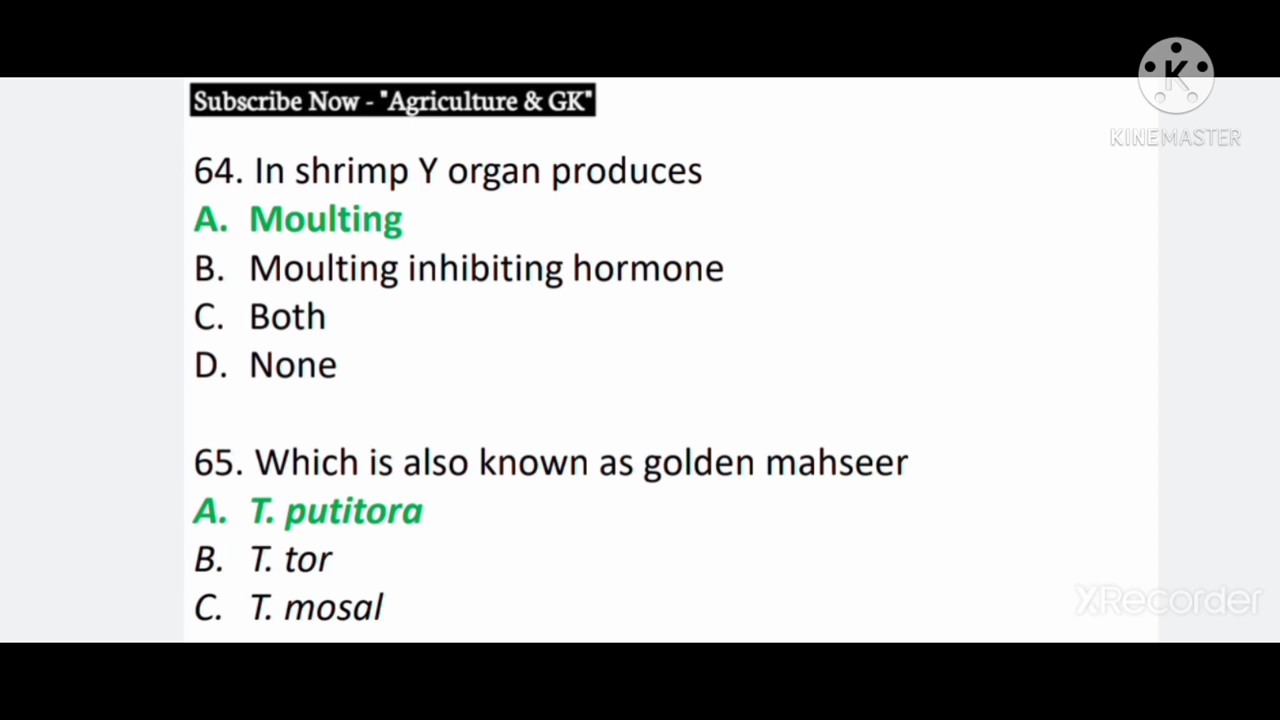 Subscribe Now - "Agriculture & GK"
K
KINEMASTER
64. In shrimp Y organ produces
A. Moulting
B. Moulting inhibiting hormone
C. Both
D. None
65. Which is also known as golden mahseer
A. T. putitora
B. T. tor
C. T. mosal
XRecorder